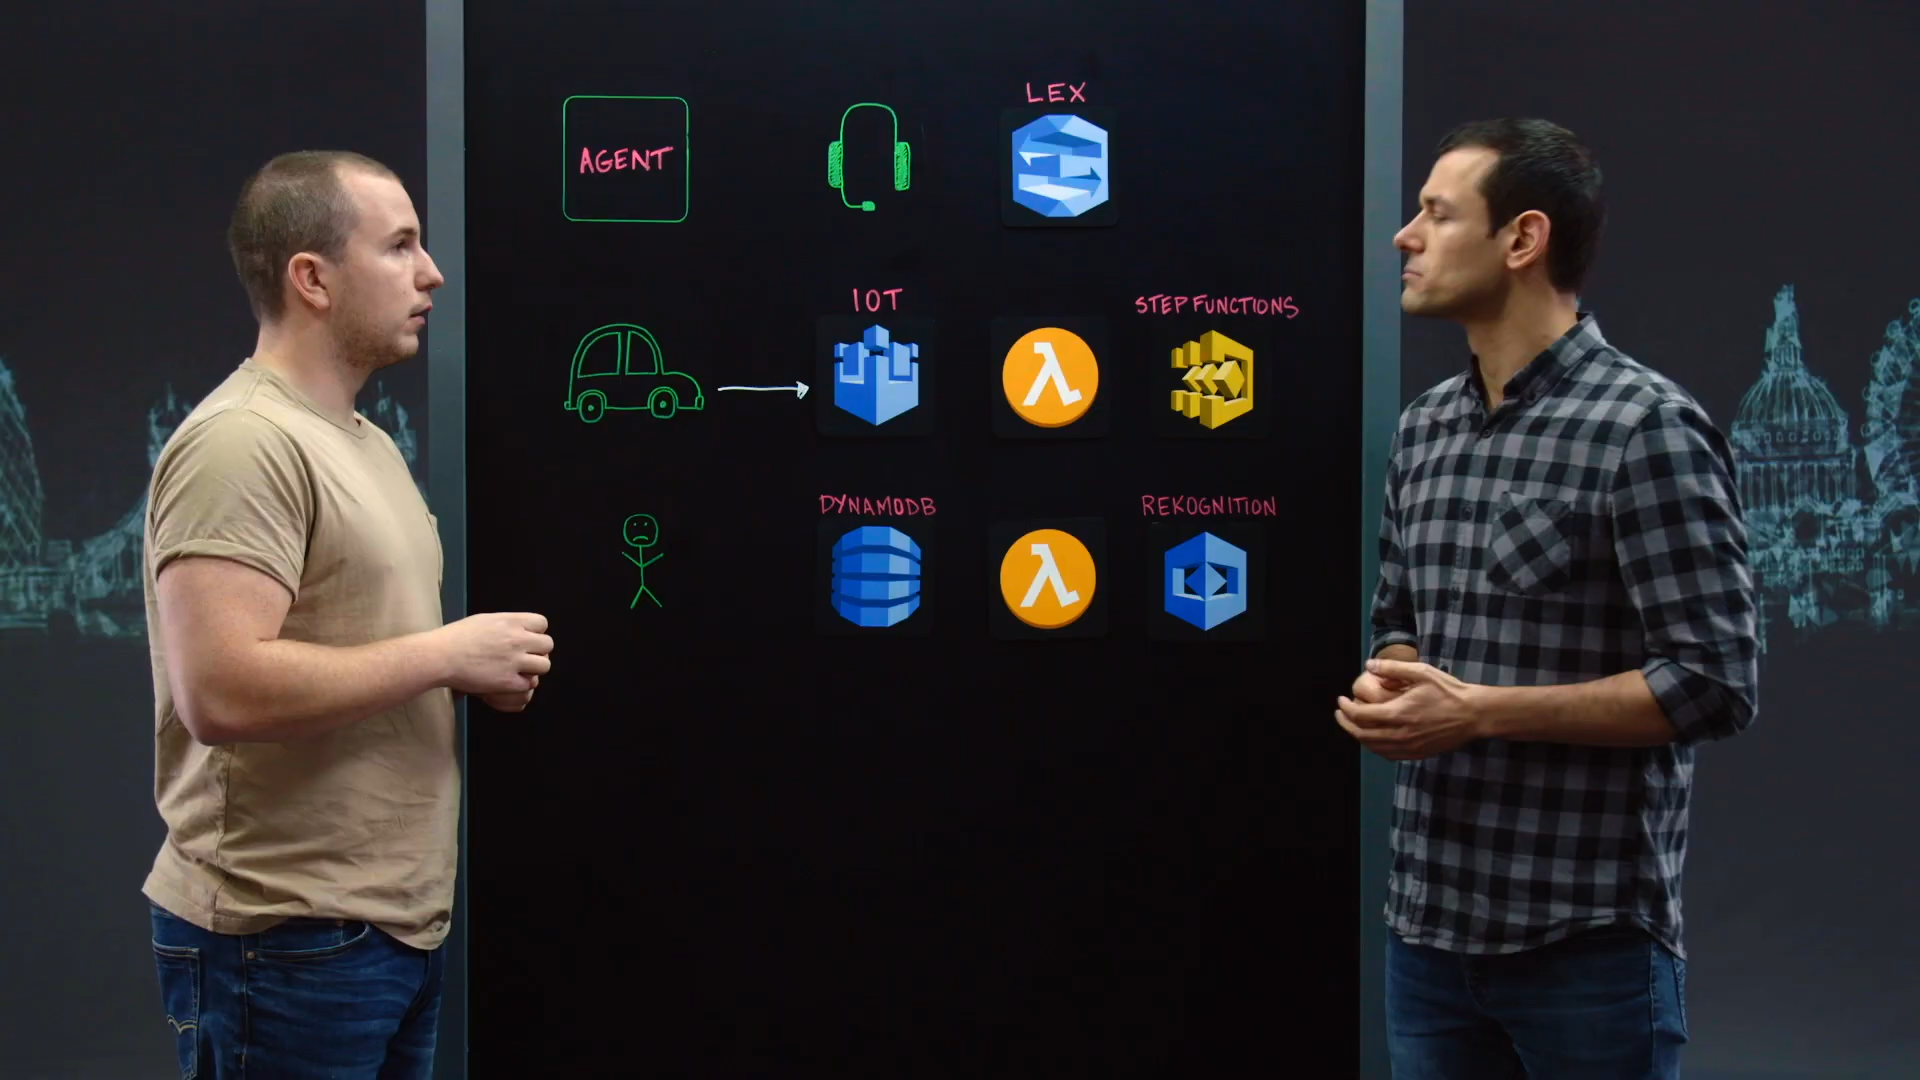 LEX
AGENT
IOT
STEP FUNCTIONS
λ
DYNAMODB
REKOGNITION
λ